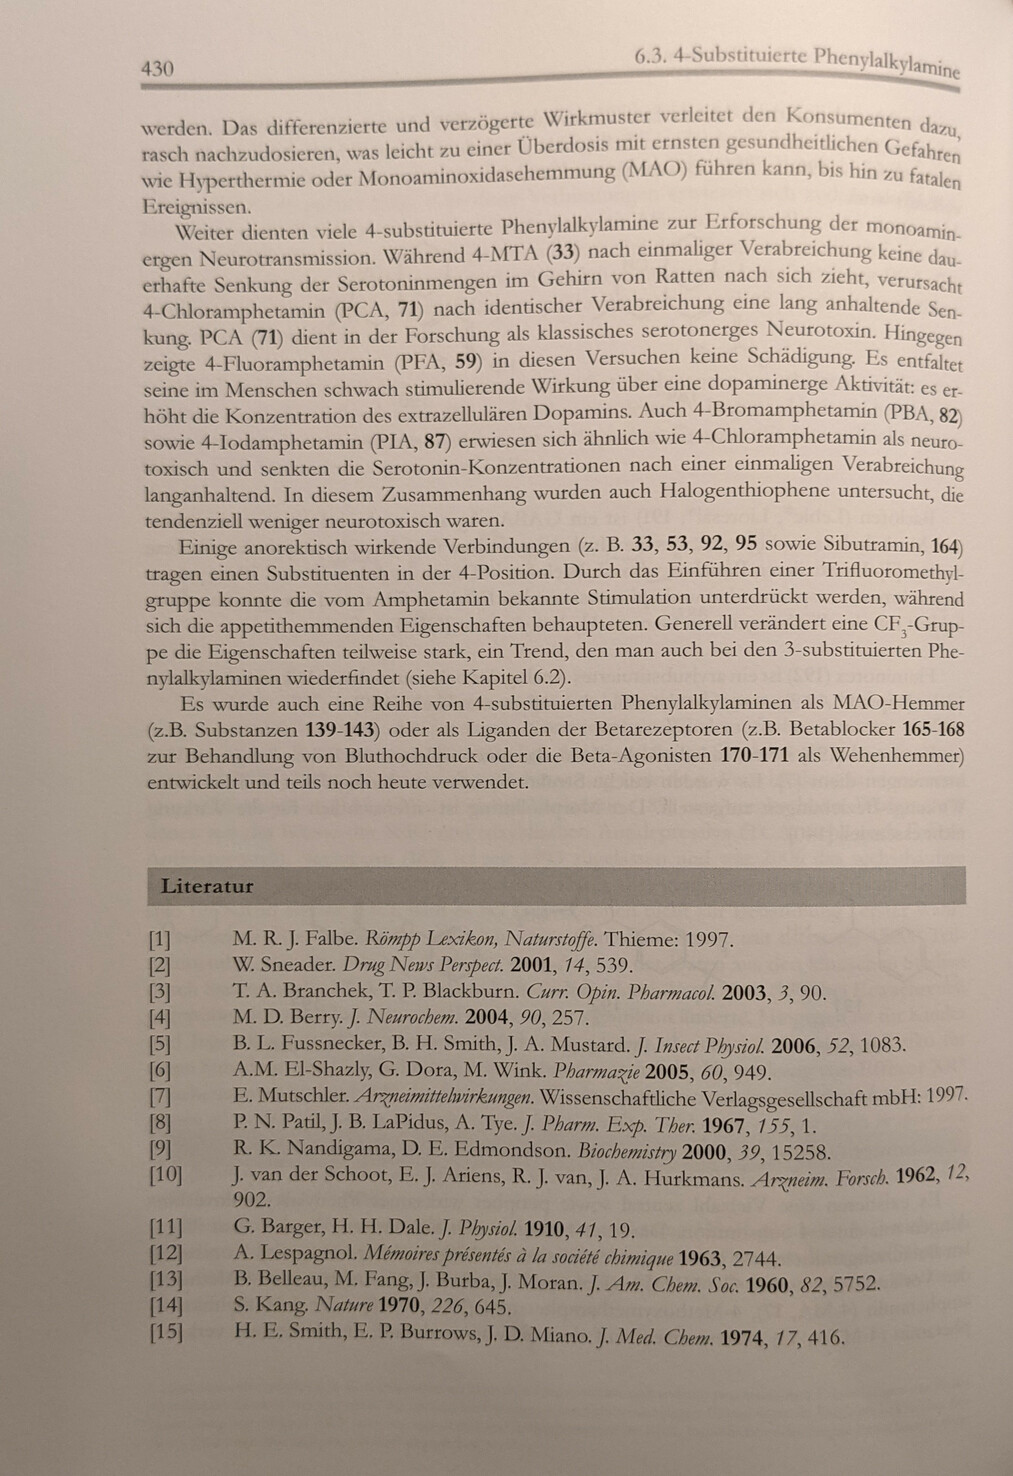 430
6.3. 4-Substituierte Phenylalkylamine
werden. Das differenzierte und verzögerte Wirkmuster verleitet den Konsumenten dazu,
rasch nachzudosieren, was leicht zu einer Überdosis mit ernsten gesundheitlichen Gefahren
wie Hyperthermie oder Monoaminoxidasehemmung (MAO) führen kann, bis hin zu fatalen
Ereignissen.
Weiter dienten viele 4-substituierte Phenylalkylamine zur Erforschung der monoamin-
ergen Neurotransmission. Während 4-MTA (33) nach einmaliger Verabreichung keine dau-
erhafte Senkung der Serotoninmengen im Gehirn von Ratten nach sich zieht, verursacht
4-Chloramphetamin (PCA, 71) nach identischer Verabreichung eine lang anhaltende Sen-
kung. PCA (71) dient in der Forschung als klassisches serotonerges Neurotoxin. Hingegen
zeigte 4-Fluoramphetamin (PFA, 59) in diesen Versuchen keine Schädigung. Es entfaltet
seine im Menschen schwach stimulierende Wirkung über eine dopaminerge Aktivität: es er-
höht die Konzentration des extrazellulären Dopamins. Auch 4-Bromamphetamin (PBA, 82)
sowie 4-Iodamphetamin (PIA, 87) erwiesen sich ähnlich wie 4-Chloramphetamin als neuro-
toxisch und senkten die Serotonin-Konzentrationen nach einer einmaligen Verabreichung
langanhaltend. In diesem Zusammenhang wurden auch Halogenthiophene untersucht, die
tendenziell weniger neurotoxisch waren.
Einige anorektisch wirkende Verbindungen (z. B. 33, 53, 92, 95 sowie Sibutramin, 164)
tragen einen Substituenten in der 4-Position. Durch das Einführen einer Trifluoromethyl-
gruppe konnte die vom Amphetamin bekannte Stimulation unterdrückt werden, während
sich die appetithemmenden Eigenschaften behaupteten. Generell verändert eine CF3-Grup-
pe die Eigenschaften teilweise stark, ein Trend, den man auch bei den 3-substituierten Phe-
nylalkylaminen wiederfindet (siehe Kapitel 6.2).
Es wurde auch eine Reihe von 4-substituierten Phenylalkylaminen als MAO-Hemmer
(z.B. Substanzen 139-143) oder als Liganden der Betarezeptoren (z.B. Betablocker 165-168
zur Behandlung von Bluthochdruck oder die Beta-Agonisten 170-171 als Wehenhemmer)
entwickelt und teils noch heute verwendet.
Literatur
[1] M. R. J. Falbe. Römpp Lexikon, Naturstoffe. Thieme: 1997.
[2] W. Sneader. Drug News Perspect. 2001, 14, 539.
[3] T. A. Branchek, T. P. Blackburn. Curr. Opin. Pharmacol. 2003, 3, 90.
[4] M. D. Berry. J. Neurochem. 2004, 90, 257.
[5] B. L. Fussnecker, B. H. Smith, J. A. Mustard. J. Insect Physiol. 2006, 52, 1083.
[6] A.M. El-Shazly, G. Dora, M. Wink. Pharmazie 2005, 60, 949.
[7] E. Mutschler. Arzneimittelwirkungen. Wissenschaftliche Verlagsgesellschaft mbH: 1997.
[8] P. N. Patil, J. B. LaPidus, A. Tye. J. Pharm. Exp. Ther. 1967, 155, 1.
[9] R. K. Nandigama, D. E. Edmondson. Biochemistry 2000, 39, 15258.
[10] J. van der Schoot, E. J. Ariens, R. J. van, J. A. Hurkmans. Arzneim. Forsch. 1962, 12,
902.
[11] G. Barger, H. H. Dale. J. Physiol. 1910, 41, 19.
[12] A. Lespagnol. Mémoires présentés à la société chimique 1963, 2744.
[13] B. Belleau, M. Fang, J. Burba, J. Moran. J. Am. Chem. Soc. 1960, 82, 5752.
[14] S. Kang. Nature 1970, 226, 645.
[15] H. E. Smith, E. P. Burrows, J. D. Miano. J. Med. Chem. 1974, 17, 416.